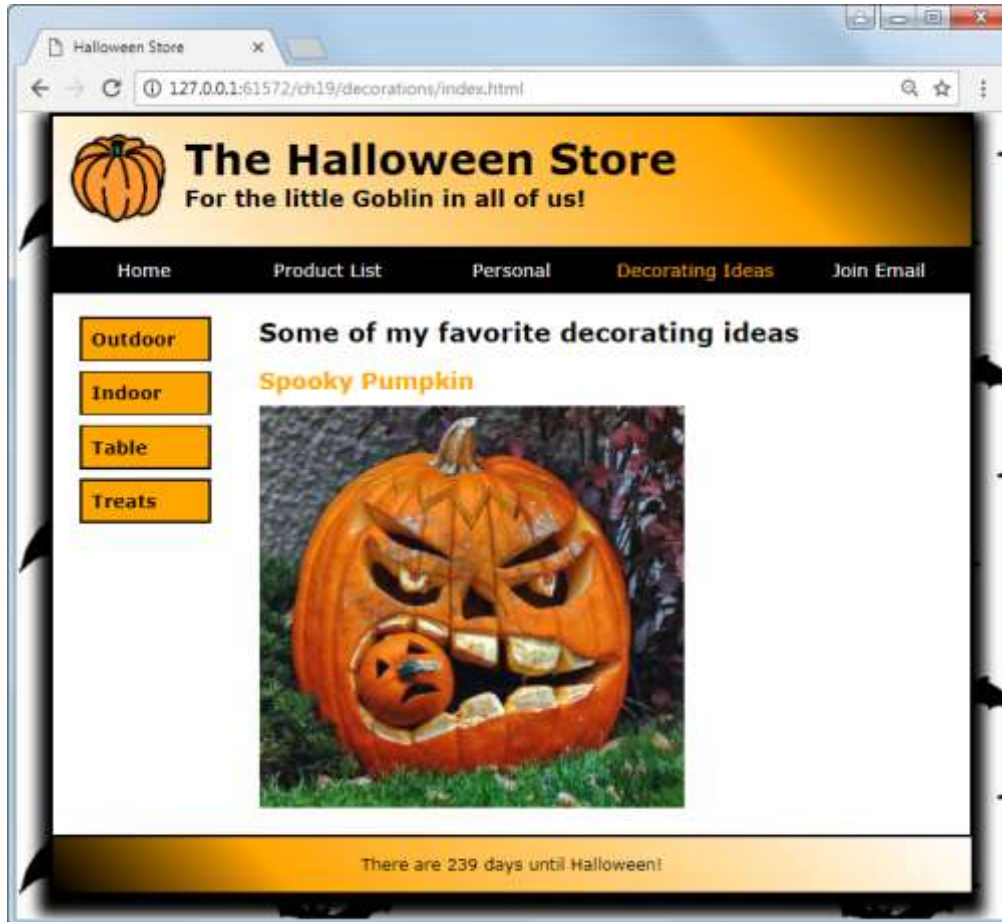 Halloween Store
127.0.0.1:61572/ch19/decorations/index.html
The Halloween Store
For the little Goblin in all of us!
Home Product List Personal Decorating Ideas Join Email
Outdoor
Indoor
Table
Treats
Some of my favorite decorating ideas
Spooky Pumpkin
There are 239 days until Halloween!